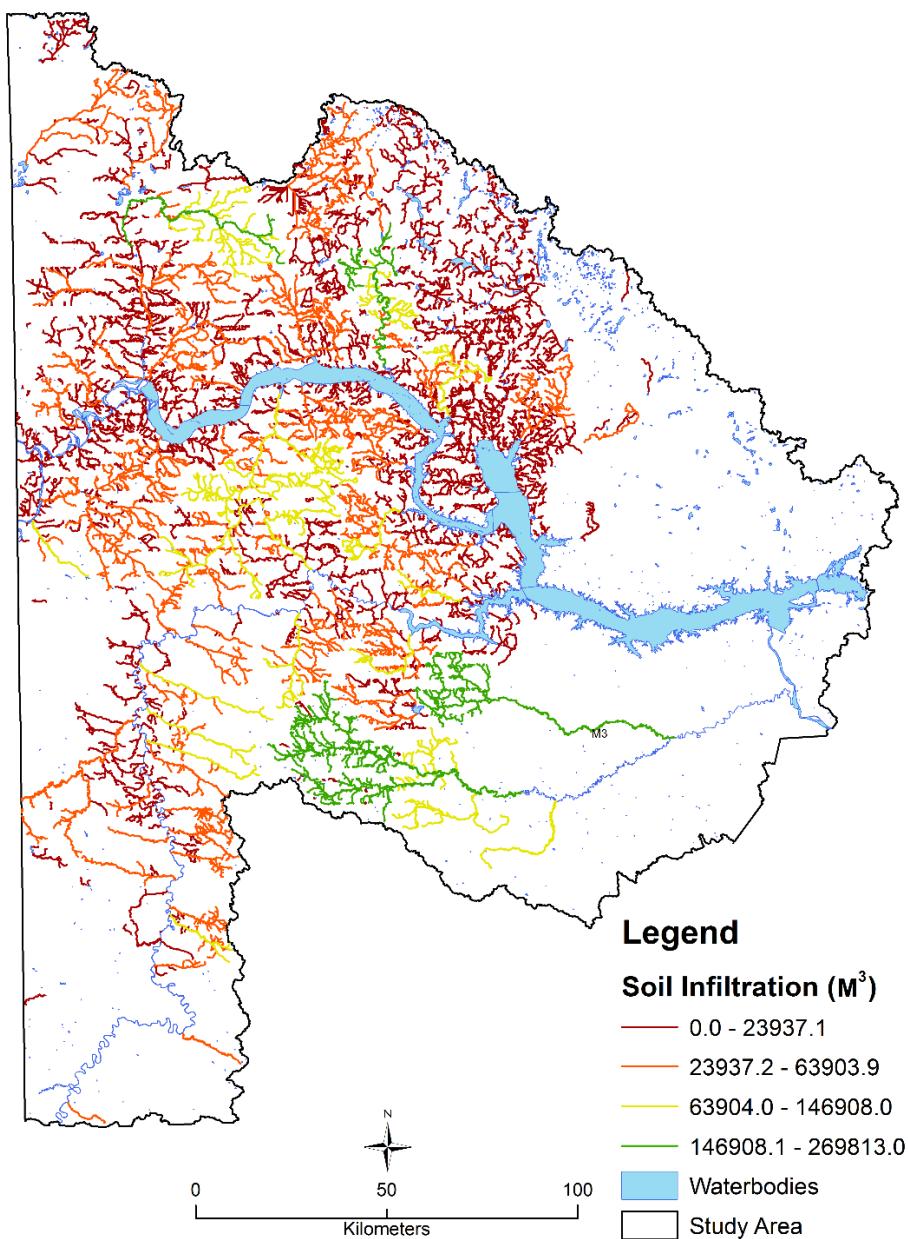 M3
Legend
Soil Infiltration (M³)
0.0 - 23937.1
23937.2 - 63903.9
63904.0 - 146908.0
146908.1 - 269813.0
Waterbodies
Study Area
N
0 50 100
Kilometers